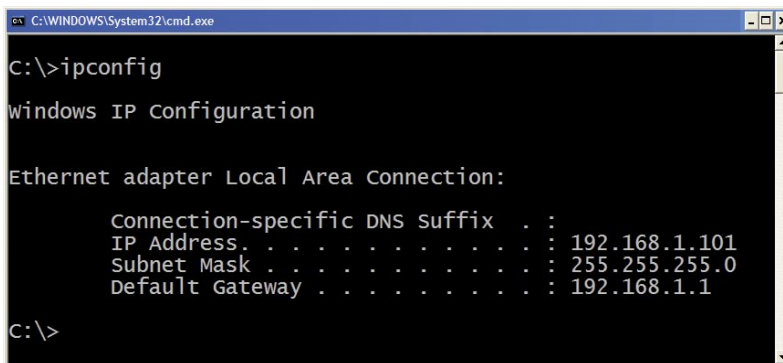 C:\WINDOWS\System32\cmd.exe
C:\>ipconfig
Windows IP Configuration
Ethernet adapter Local Area Connection:
Connection-specific DNS Suffix  . :
IP Address. . . . . . . . . . . . : 192.168.1.101
Subnet Mask . . . . . . . . . . . : 255.255.255.0
Default Gateway . . . . . . . . . : 192.168.1.1
C:\>